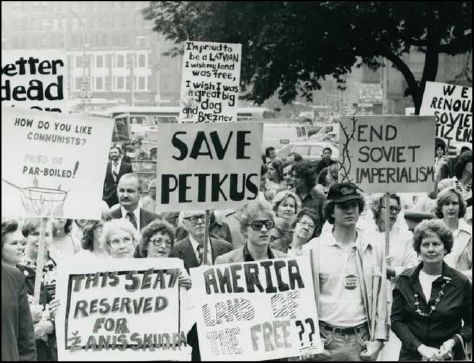 better
dead
I'm proud to
be a LATVIAN
I wish my land
was free,
I wish I was
a great big
dog
and
Brezhnev
WE
RENOU
SOVIET
CITIZE
HOW DO YOU LIKE
COMMUNISTS?
FRIED OR
PAR-BOILED!
SAVE
PETKUS
END
SOVIET
IMPERIALISM
THIS SEAT
RESERVED
FOR
ŽANIS SKUDRA
AMERICA
LAND OF
THE FREE??